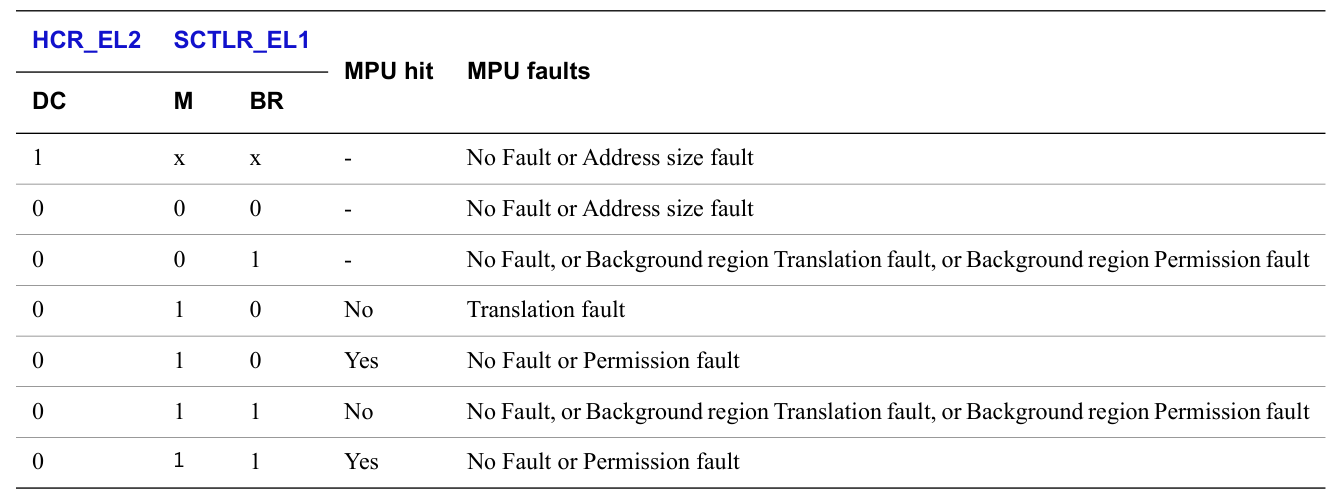 HCR_EL2 SCTLR_EL1
MPU hit MPU faults
DC M BR
1 x x - No Fault or Address size fault
0 0 0 - No Fault or Address size fault
0 0 1 - No Fault, or Background region Translation fault, or Background region Permission fault
0 1 0 No Translation fault
0 1 0 Yes No Fault or Permission fault
0 1 1 No No Fault, or Background region Translation fault, or Background region Permission fault
0 1 1 Yes No Fault or Permission fault